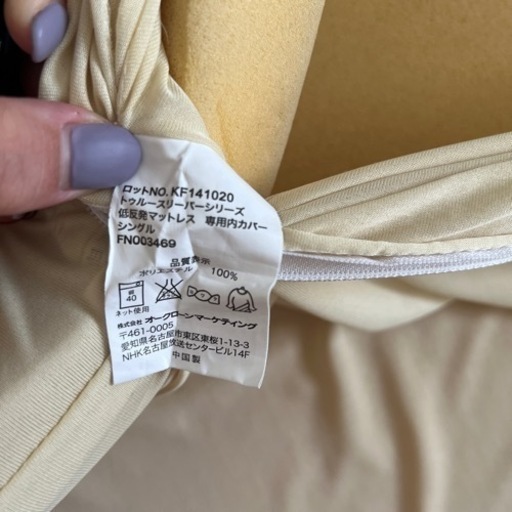 ロットNO. KF141020
トゥルースリーパーシリーズ
低反発マットレス 専用内カバー
シングル
FN003469
品質表示
ポリエステル 100%
40
ネット使用
株式会社 オークローンマーケティング
〒461-0005
愛知県名古屋市東区東桜1-13-3
NHK名古屋放送センタービル14F
中国製